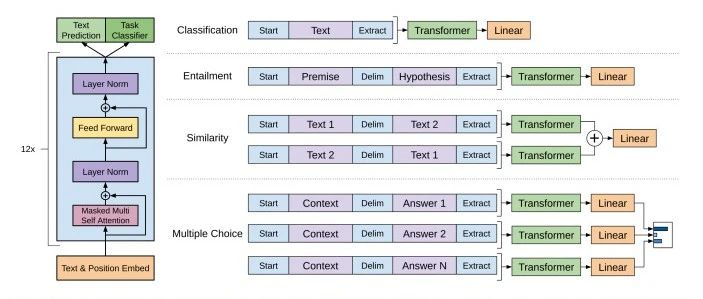 Text Prediction
Task Classifier
Layer Norm
Feed Forward
12x
Layer Norm
Masked Multi Self Attention
Text & Position Embed
Classification Start Text Extract Transformer Linear
Entailment Start Premise Delim Hypothesis Extract Transformer Linear
Similarity
Start Text 1 Delim Text 2 Extract Transformer
+ Linear
Start Text 2 Delim Text 1 Extract Transformer
Multiple Choice
Start Context Delim Answer 1 Extract Transformer Linear
Start Context Delim Answer 2 Extract Transformer Linear
Start Context Delim Answer N Extract Transformer Linear